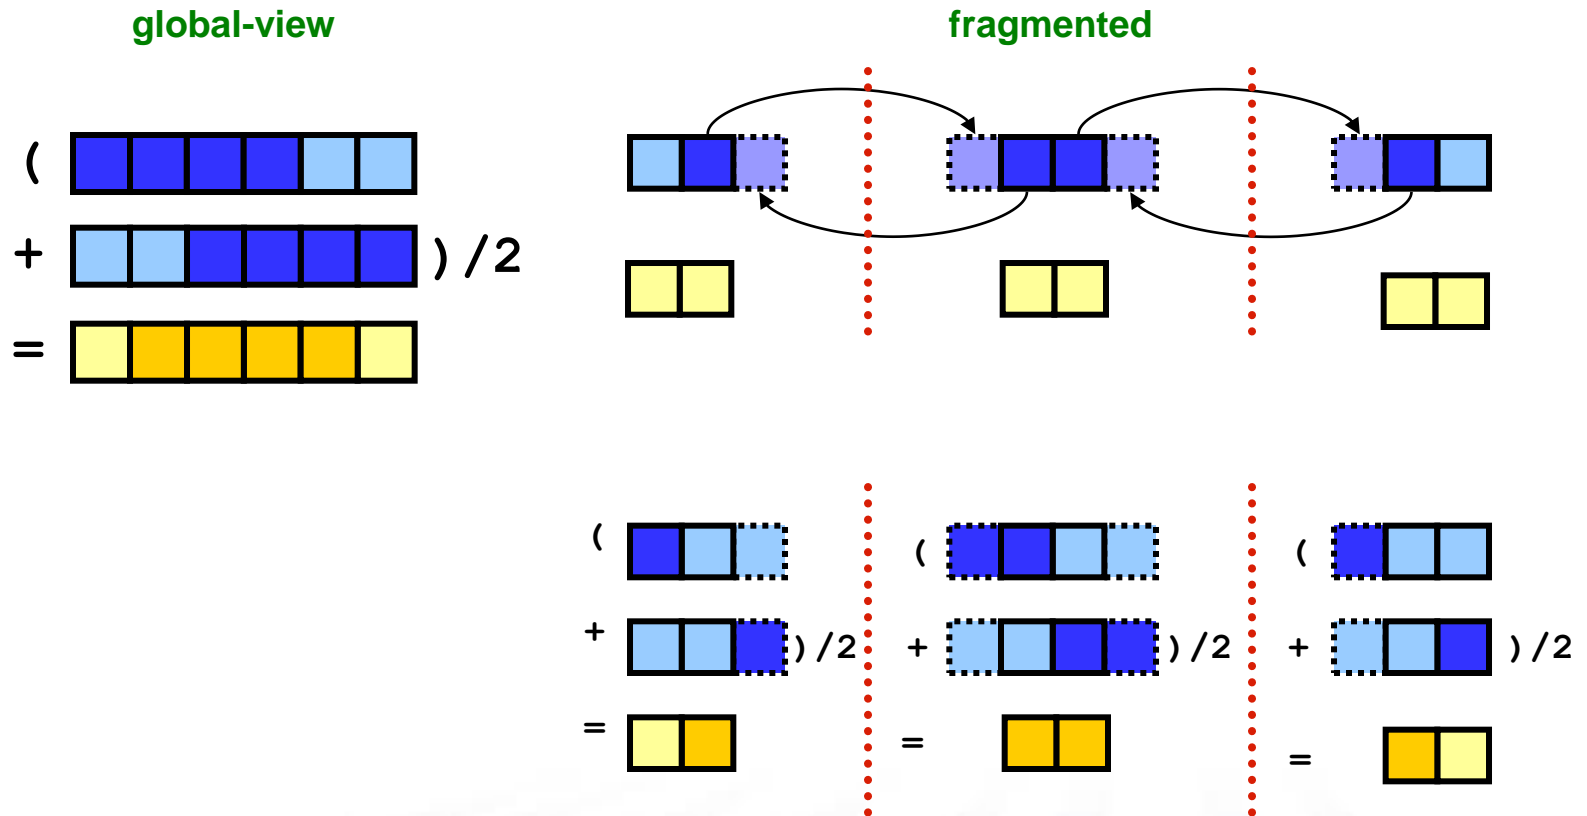 global-view
fragmented
(
+ )/2
=
( ( (
+ )/2 + )/2 + )/2
= = =